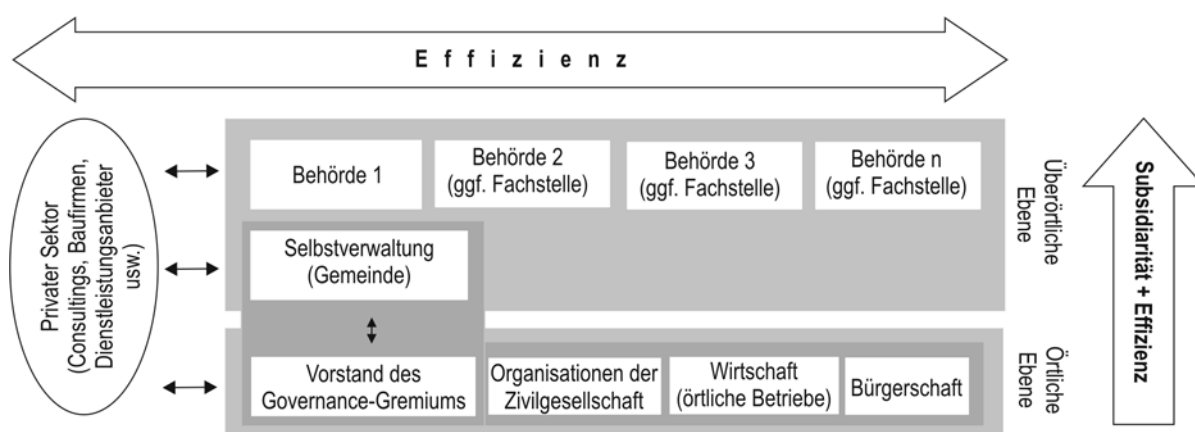 E f f i z i e n z
Privater Sektor
(Consultings, Baufirmen,
Dienstleistungsanbieter
usw.)
Behörde 1
Behörde 2
(ggf. Fachstelle)
Behörde 3
(ggf. Fachstelle)
Behörde n
(ggf. Fachstelle)
Überörtliche
Ebene
Selbstverwaltung
(Gemeinde)
Vorstand des
Governance-Gremiums
Organisationen der
Zivilgesellschaft
Wirtschaft
(örtliche Betriebe)
Bürgerschaft
Örtliche
Ebene
Subsidiarität + Effizienz